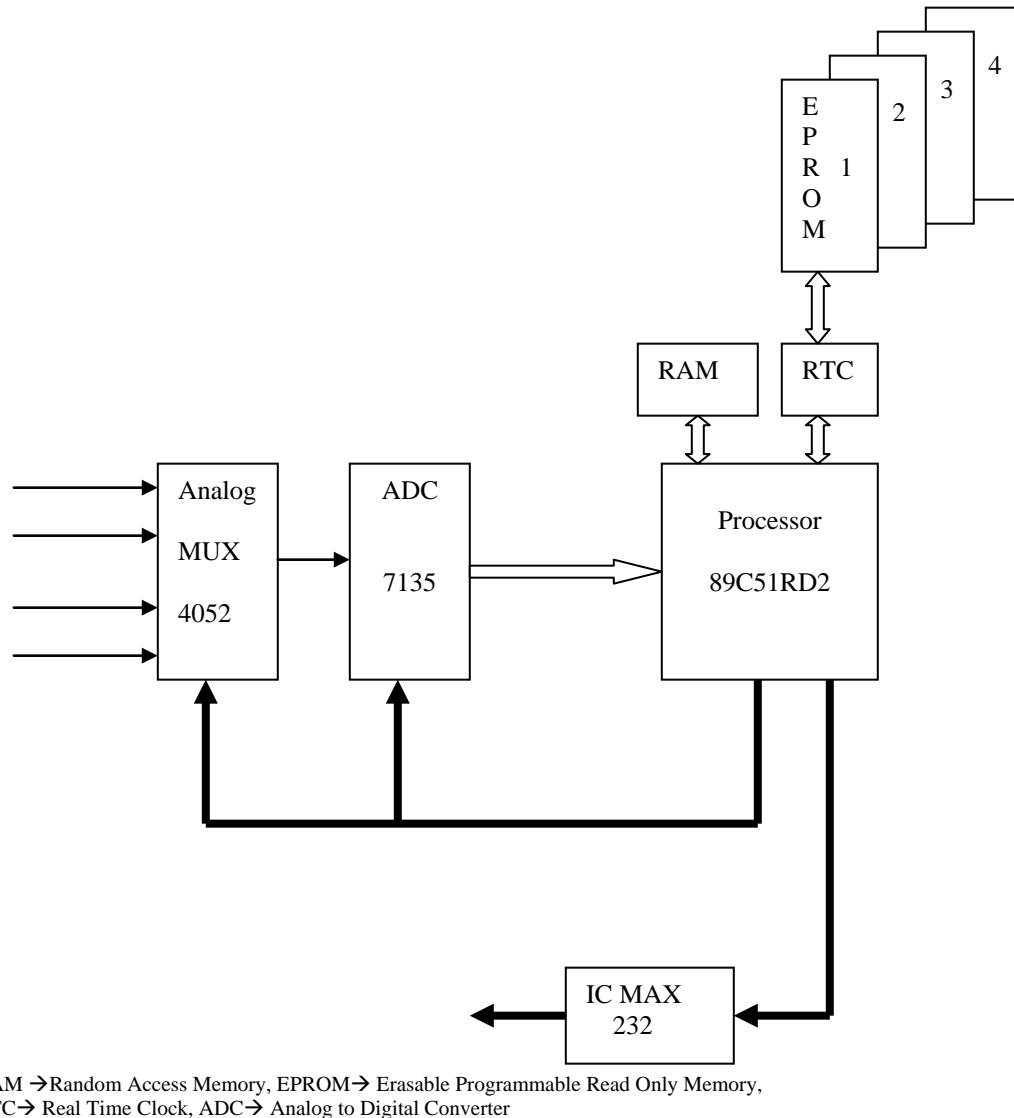 4
3
2
E
P
R 1
O
M
RAM
RTC
Analog
MUX
4052
ADC
7135
Processor
89C51RD2
IC MAX
232
AM →Random Access Memory, EPROM→ Erasable Programmable Read Only Memory,
TC→ Real Time Clock, ADC→ Analog to Digital Converter